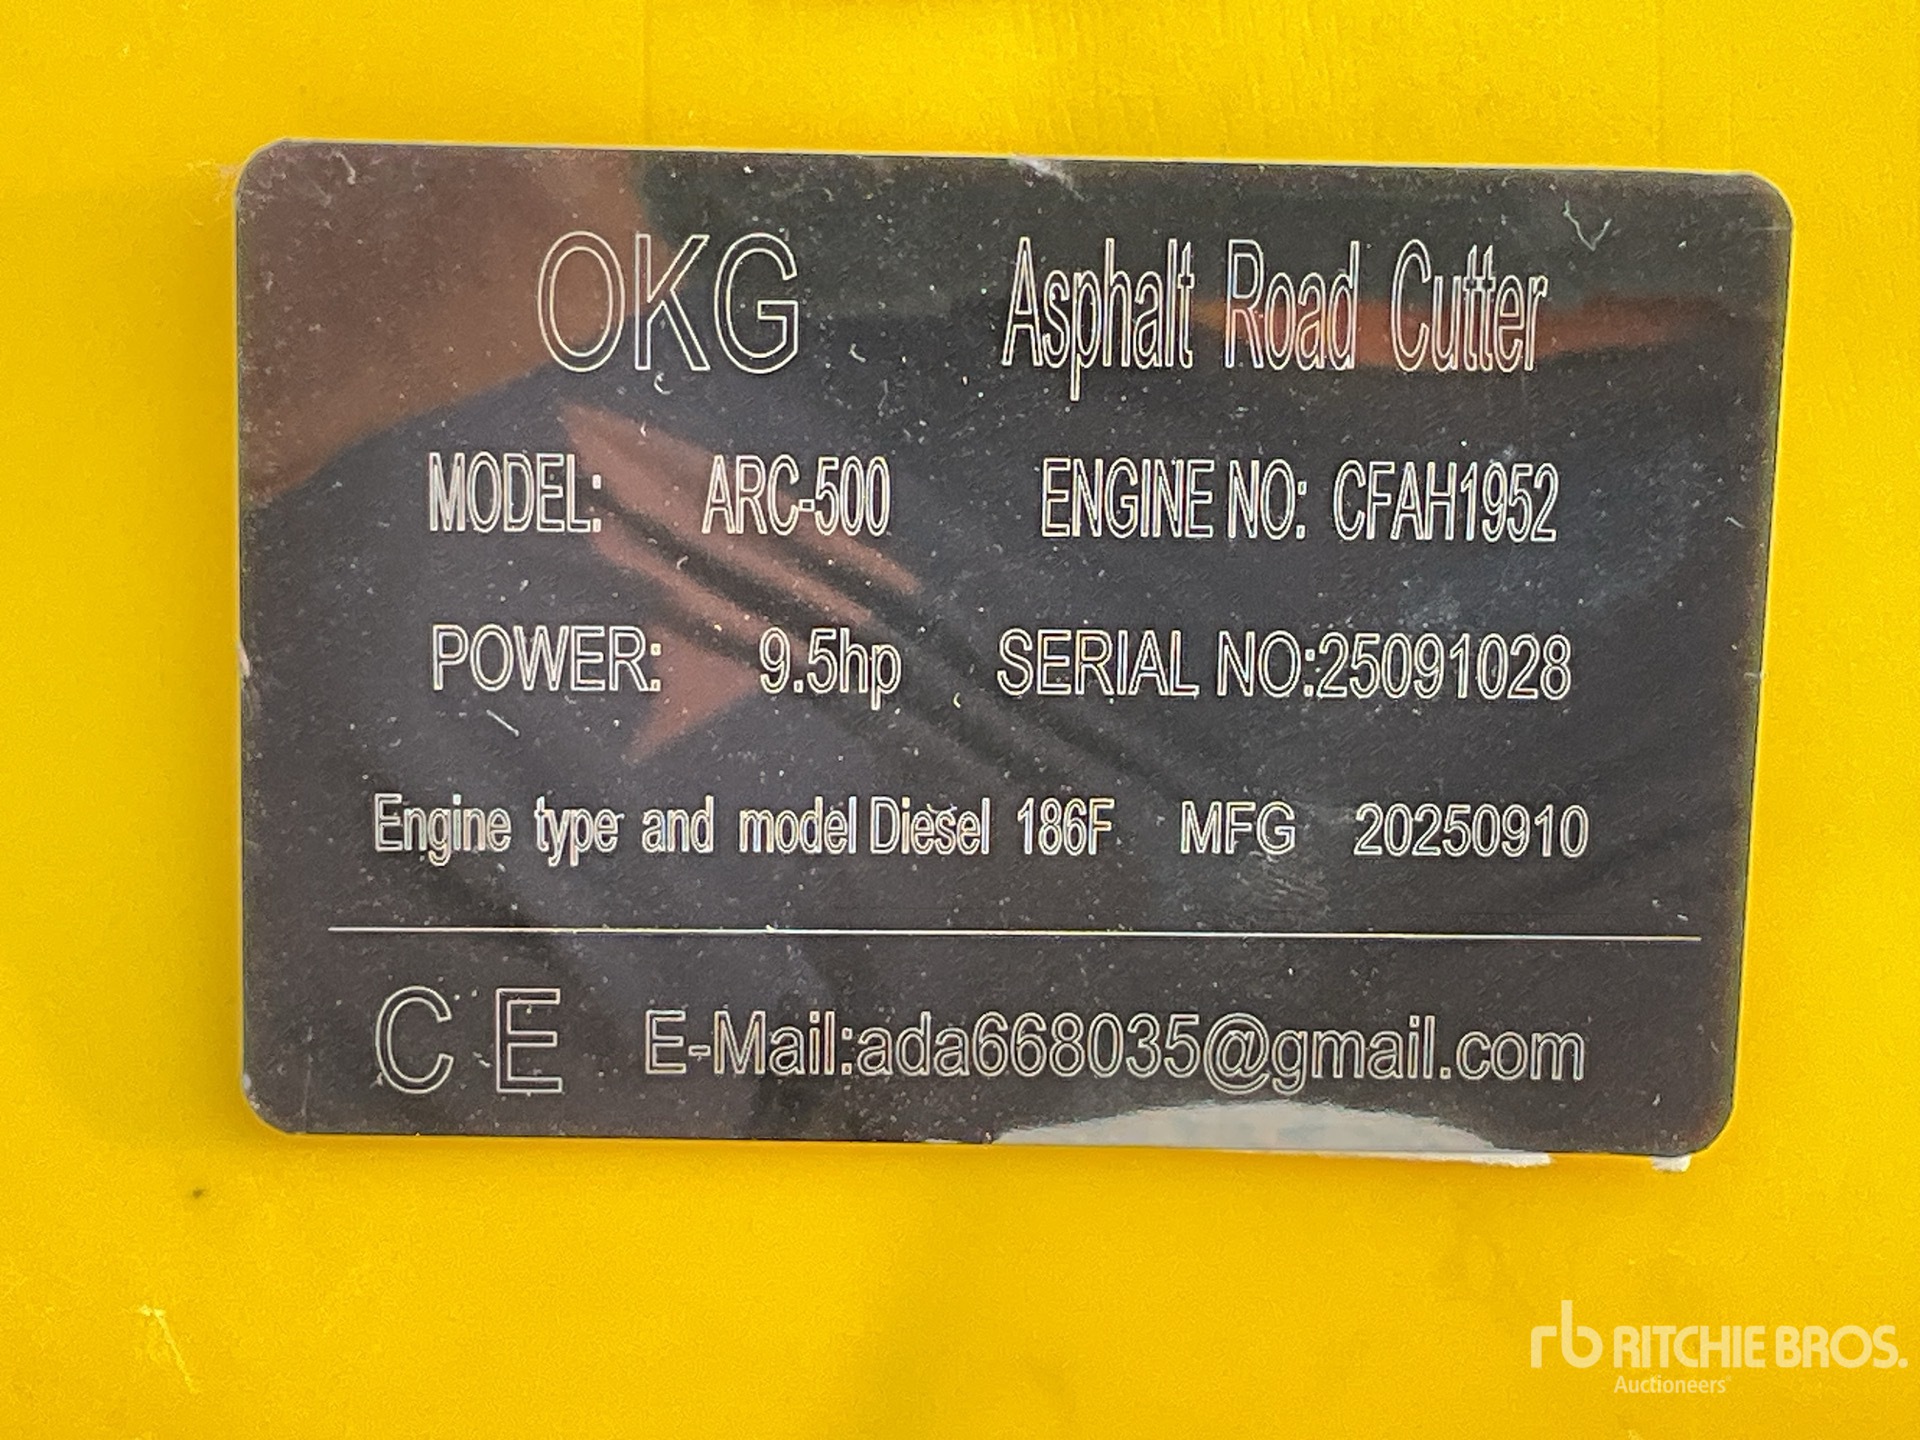 OKG Asphalt Road Cutter
MODEL: ARC-500 ENGINE NO: CFAH1952
POWER: 9.5hp SERIAL NO:25091028
Engine type and model Diesel 186F MFG 20250910
CE E-Mail:ada668035@gmail.com
rb RITCHIE BROS.
Auctioneers